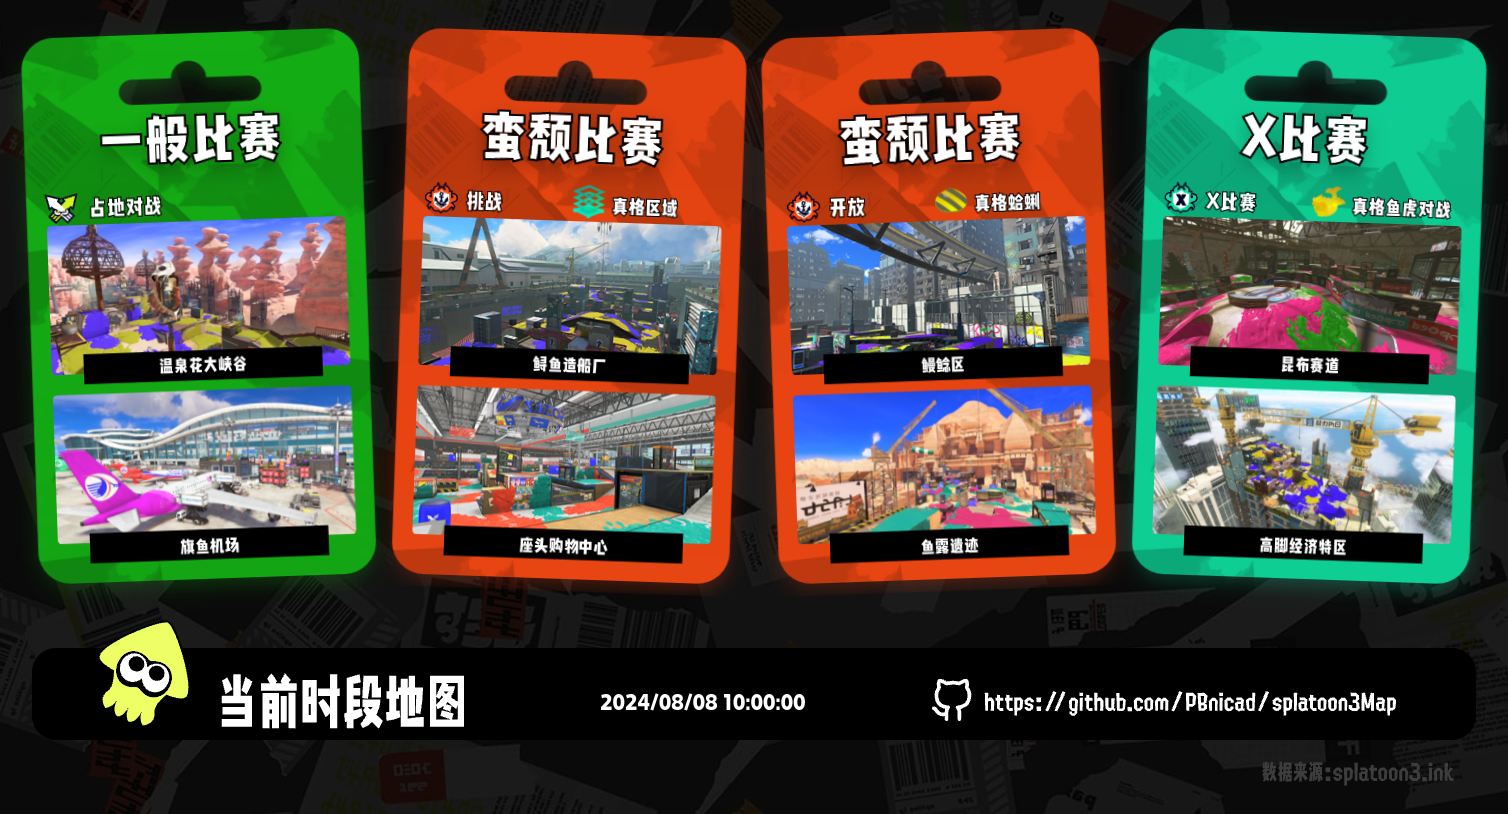 一般比赛
占地对战
温泉花大峡谷
旗鱼机场
蛮颓比赛
挑战
真格区域
鲟鱼造船厂
座头购物中心
蛮颓比赛
开放
真格蛤蜊
鳗鲶区
鱼露遗迹
X比赛
X比赛
真格鱼虎对战
昆布赛道
高脚经济特区
当前时段地图
2024/08/08 10:00:00
https://github.com/PBnicad/splatoon3Map
数据来源:splatoon3.ink